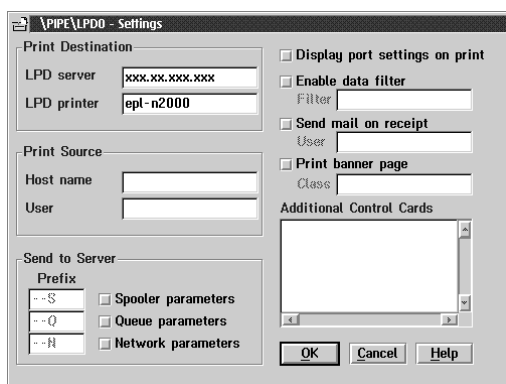 \PIPE\LPD0 - Settings
Print Destination
LPD server xxx.xx.xxx.xxx
LPD printer epl-n2000
Print Source
Host name
User
Send to Server
Prefix
--S Spooler parameters
--Q Queue parameters
--N Network parameters
Display port settings on print
Enable data filter
Filter
Send mail on receipt
User
Print banner page
Class
Additional Control Cards
OK Cancel Help